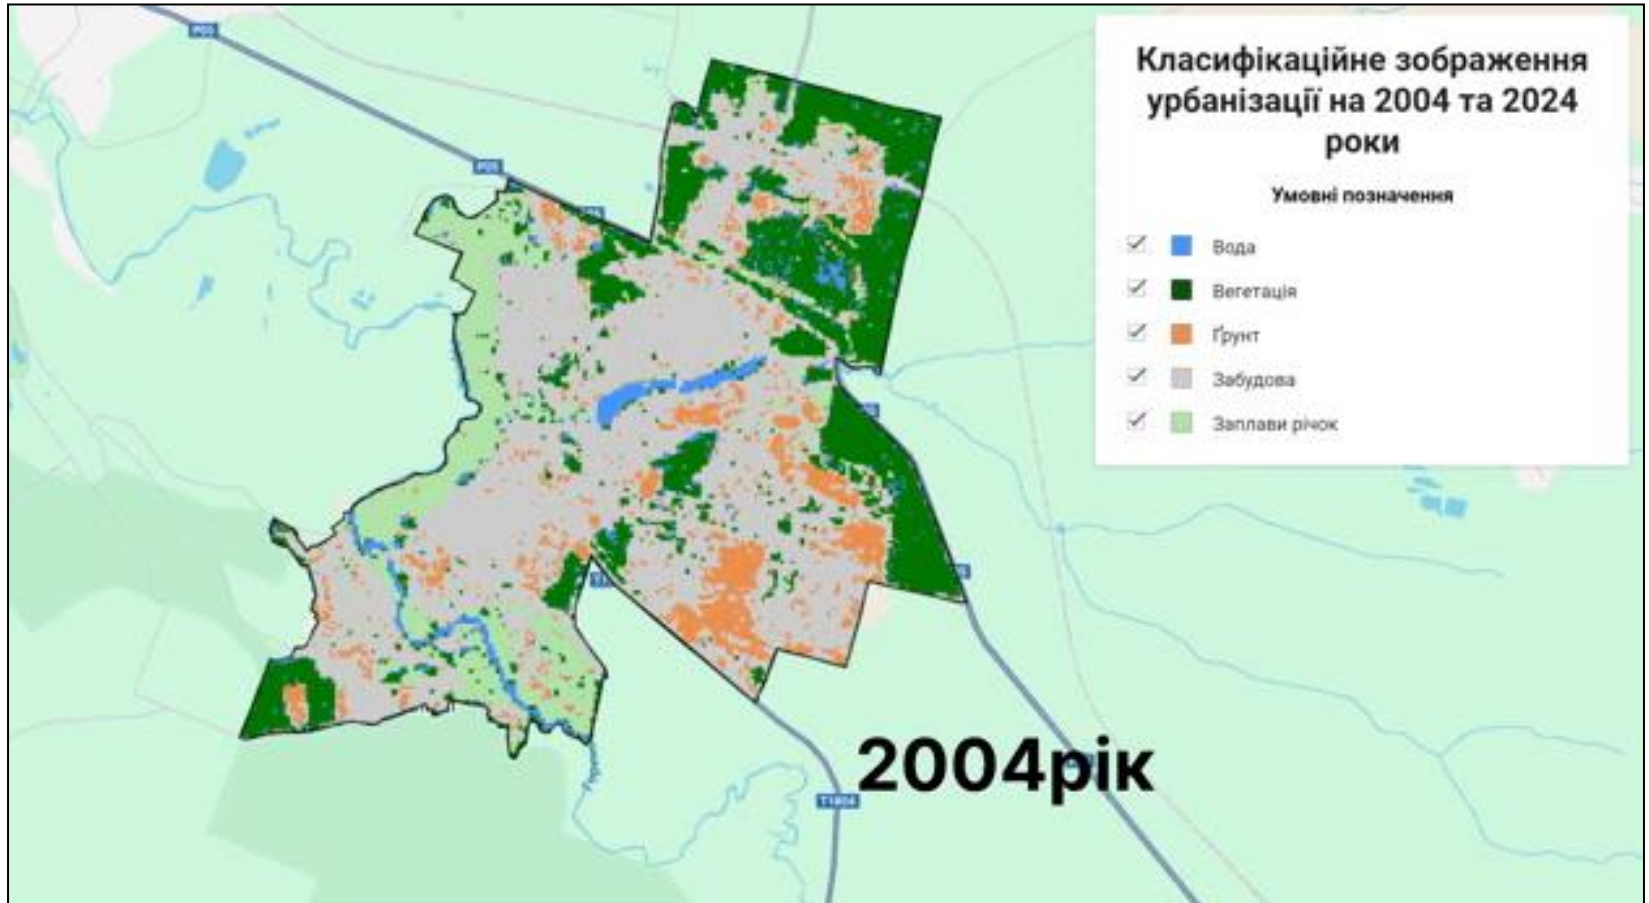 P05
P05
Класифікаційне зображення
урбанізації на 2004 та 2024
роки
Умовні позначення
Вода
Вегетація
Ґрунт
Забудова
Заплави річок
2004рік
T1804